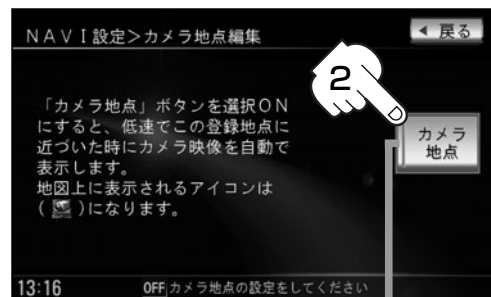 NAVI設定>カメラ地点編集
◀ 戻る
2
「カメラ地点」ボタンを選択ON
にすると、低速でこの登録地点に
近づいた時にカメラ映像を自動で
表示します。
地図上に表示されるアイコンは
( )になります。
カメラ
地点
13:16 OFF カメラ地点の設定をしてください